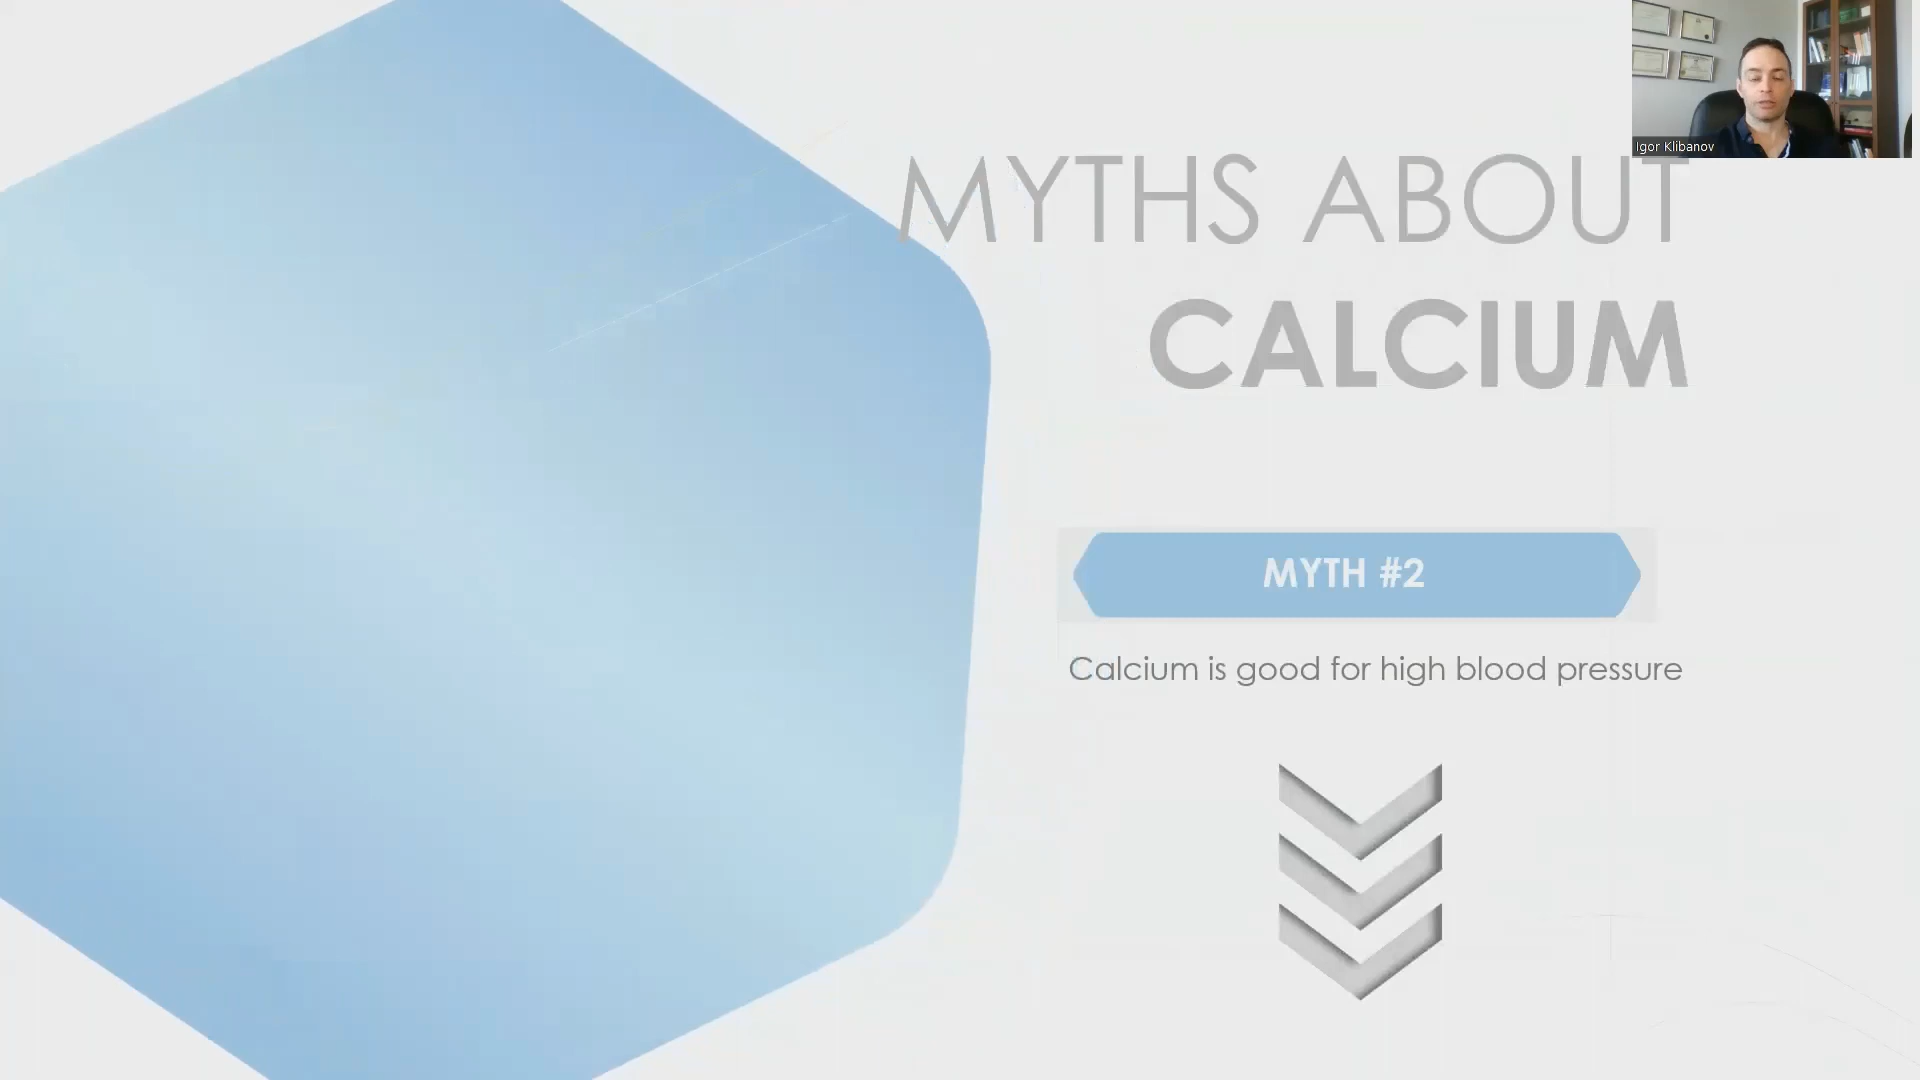 Igor Klibanov
MYTHS ABOUT
CALCIUM
MYTH #2
Calcium is good for high blood pressure